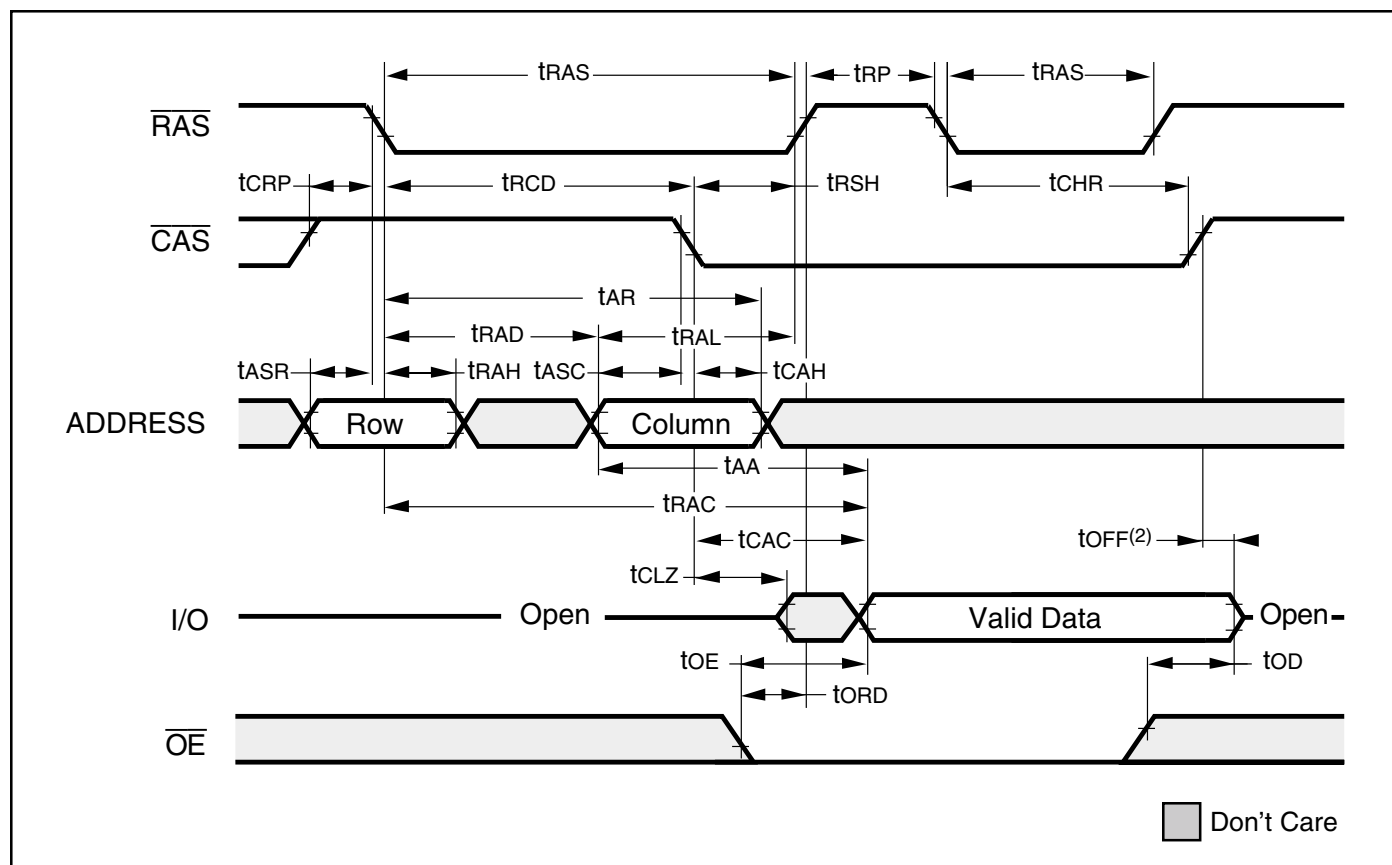 tRAS tRP tRAS
RAS
tCRP tRCD tRSH tCHR
CAS
tAR
tRAD tRAL
tASR tRAH tASC tCAH
ADDRESS Row Column
tAA
tRAC
tCAC tOFF(2)
tCLZ
I/O Open Valid Data Open
tOE tOD
tORD
OE
Don't Care